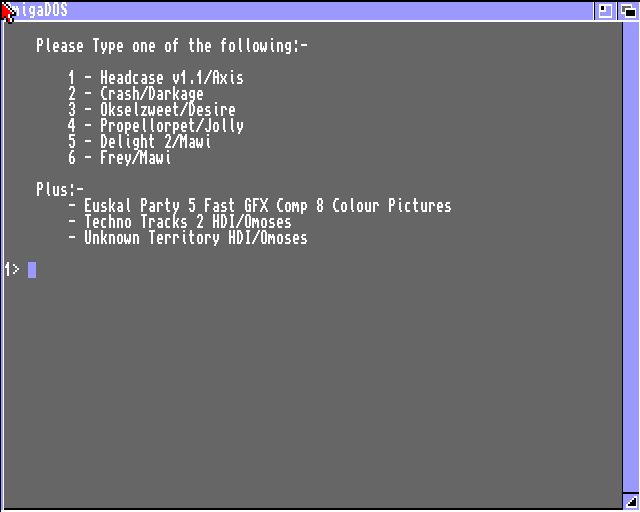 AmigaDOS
Please Type one of the following:-
1 - Headcase v1.1/Axis
2 - Crash/Darkage
3 - Okselzweet/Desire
4 - Propellorpet/Jolly
5 - Delight 2/Mawi
6 - Frey/Mawi
Plus:-
- Euskal Party 5 Fast GFX Comp 8 Colour Pictures
- Techno Tracks 2 HDI/Omoses
- Unknown Territory HDI/Omoses
1>